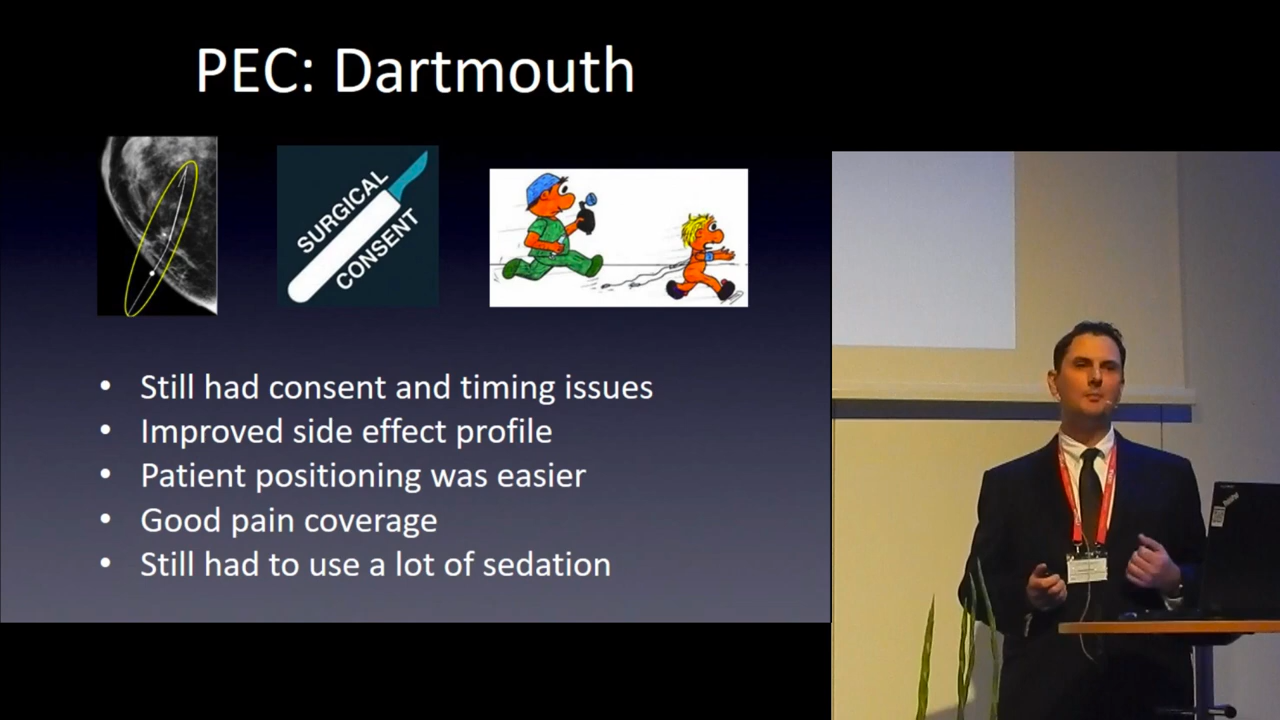 PEC: Dartmouth
SURGICAL
CONSENT
• Still had consent and timing issues
• Improved side effect profile
• Patient positioning was easier
• Good pain coverage
• Still had to use a lot of sedation